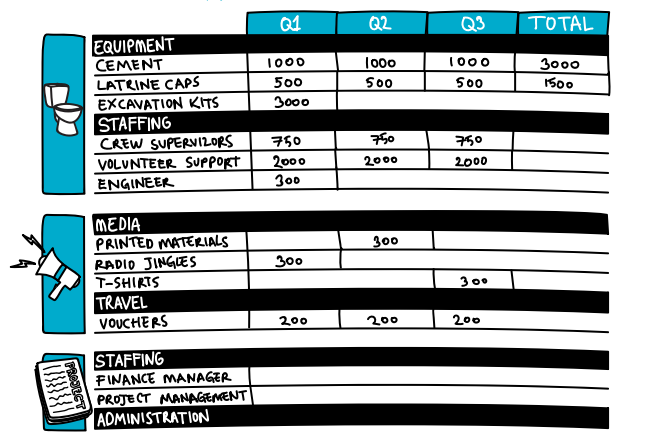 Q1 Q2 Q3 TOTAL
EQUIPMENT
CEMENT 1000 1000 1000 3000
LATRINE CAPS 500 500 500 1500
EXCAVATION KITS 3000
STAFFING
CREW SUPERVIZORS 750 750 750
VOLUNTEER SUPPORT 2000 2000 2000
ENGINEER 300
MEDIA
PRINTED MATERIALS 300
RADIO JINGLES 300
T-SHIRTS 300
TRAVEL
VOUCHERS 200 200 200
STAFFING
FINANCE MANAGER
PROJECT MANAGEMENT
ADMINISTRATION
PROJECT